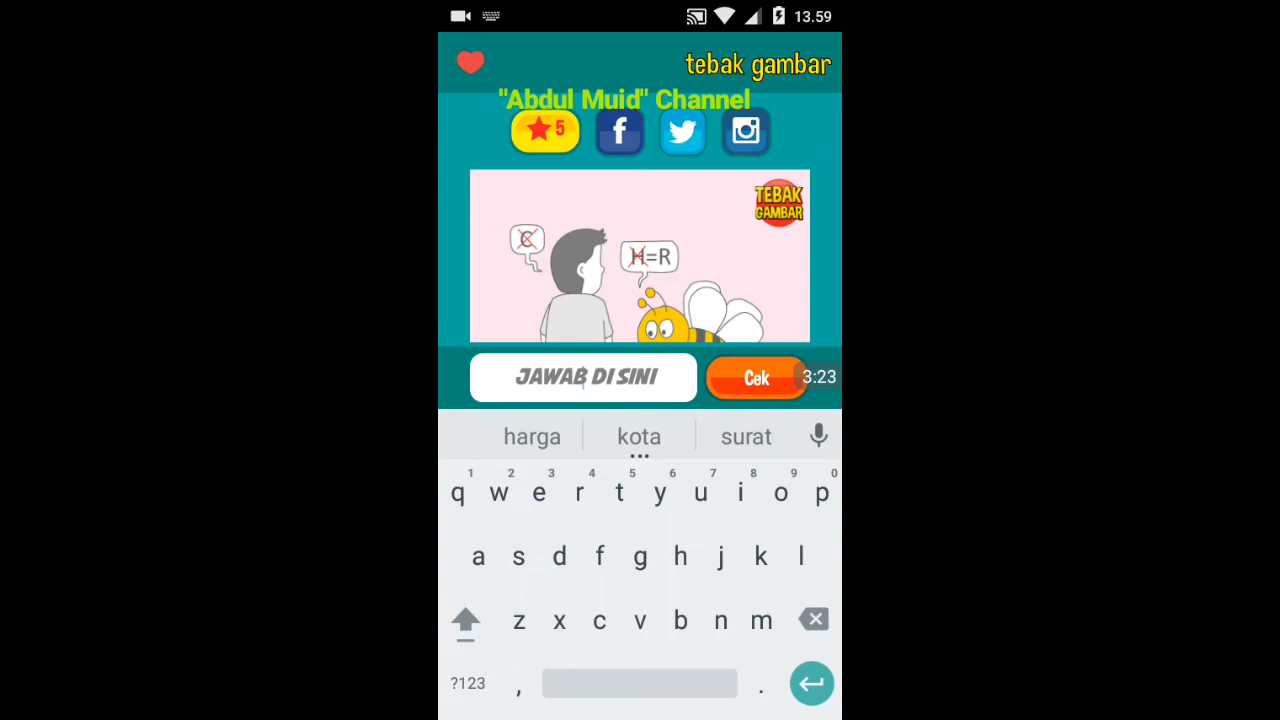 13.59
tebak gambar
"Abdul Muid" Channel
5
f
TEBAK
GAMBAR
C
H=R
JAWAB DI SINI
Cek
3:23
harga kota surat
1 2 3 4 5 6 7 8 9 0
q w e r t y u i o p
a s d f g h j k l
z x c v b n m
?123 , .